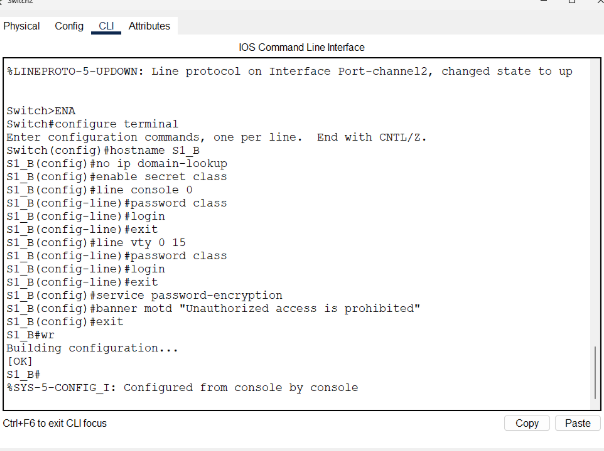 Switch2
Physical Config CLI Attributes
IOS Command Line Interface
%LINEPROTO-5-UPDOWN: Line protocol on Interface Port-channel2, changed state to up
Switch>ENA
Switch#configure terminal
Enter configuration commands, one per line. End with CNTL/Z.
Switch(config)#hostname S1_B
S1_B(config)#no ip domain-lookup
S1_B(config)#enable secret class
S1_B(config)#line console 0
S1_B(config-line)#password class
S1_B(config-line)#login
S1_B(config-line)#exit
S1_B(config)#line vty 0 15
S1_B(config-line)#password class
S1_B(config-line)#login
S1_B(config-line)#exit
S1_B(config)#service password-encryption
S1_B(config)#banner motd "Unauthorized access is prohibited"
S1_B(config)#exit
S1_B#wr
Building configuration...
[OK]
S1_B#
%SYS-5-CONFIG_I: Configured from console by console
Ctrl+F6 to exit CLI focus
Copy Paste